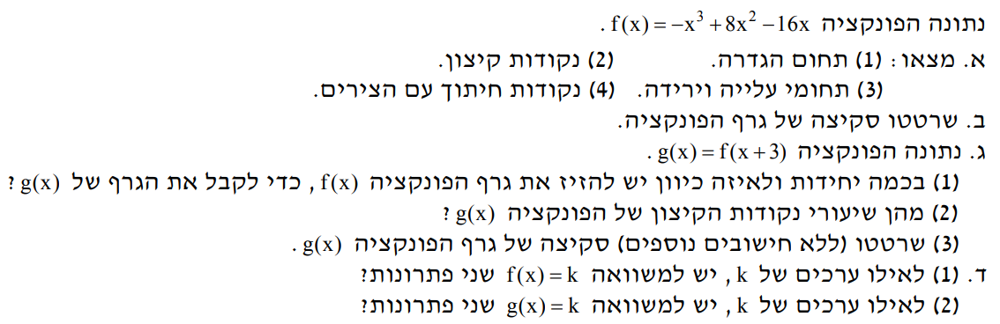 נתונה הפונקציה f(x) = −x³ + 8x² − 16x .
א. מצאו: (1) תחום הגדרה. (2) נקודות קיצון.
(3) תחומי עלייה וירידה. (4) נקודות חיתוך עם הצירים.
ב. שרטטו סקיצה של גרף הפונקציה.
ג. נתונה הפונקציה g(x) = f(x + 3) .
(1) בכמה יחידות ולאיזה כיוון יש להזיז את גרף הפונקציה f(x) , כדי לקבל את הגרף של g(x) ?
(2) מהן שיעורי נקודות הקיצון של הפונקציה g(x) ?
(3) שרטטו (ללא חישובים נוספים) סקיצה של גרף הפונקציה g(x) .
ד. (1) לאילו ערכים של k , יש למשוואה f(x) = k שני פתרונות?
(2) לאילו ערכים של k , יש למשוואה g(x) = k שני פתרונות?